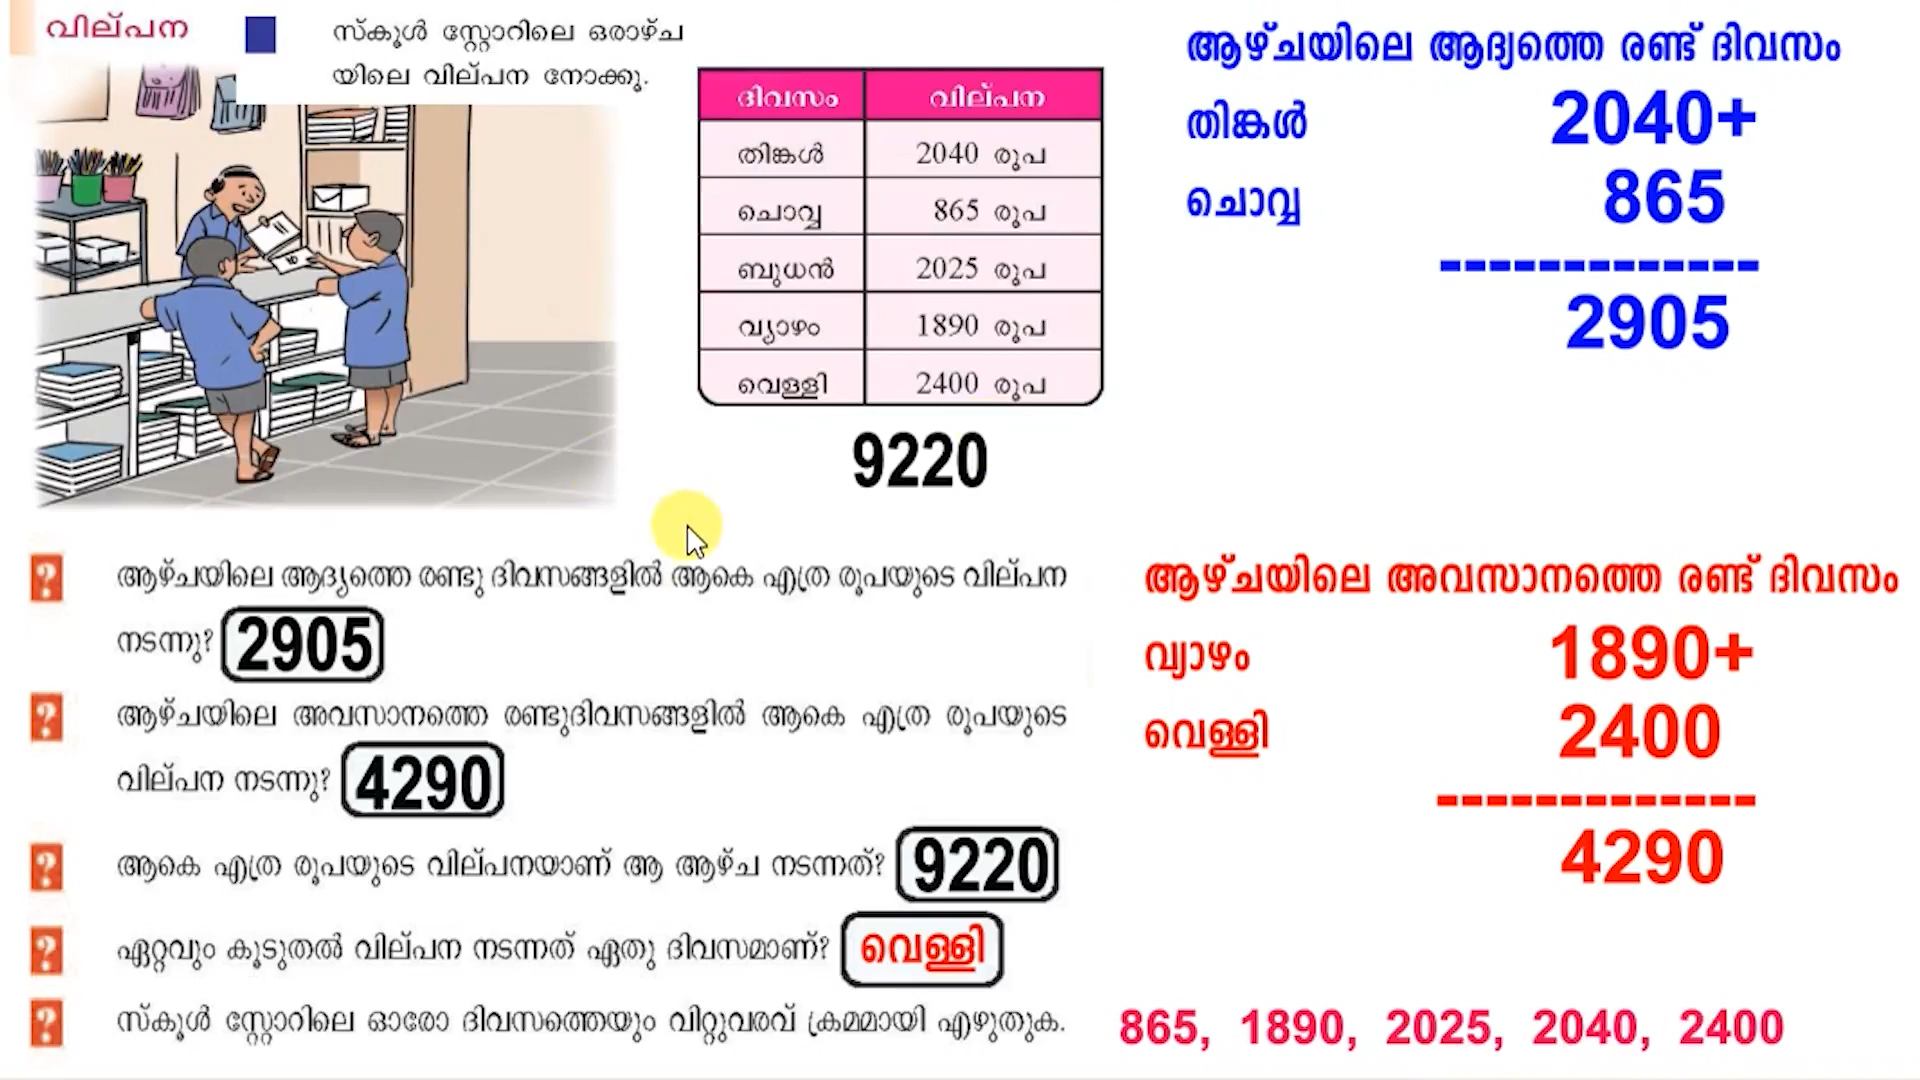 വില്പന
സ്കൂൾ സ്റ്റോറിലെ ഒരാഴ്ച
യിലെ വില്പന നോക്കൂ.
ദിവസം വില്പന
തിങ്കൾ 2040 രൂപ
ചൊവ്വ 865 രൂപ
ബുധൻ 2025 രൂപ
വ്യാഴം 1890 രൂപ
വെള്ളി 2400 രൂപ
9220
ആഴ്ചയിലെ ആദ്യത്തെ രണ്ട് ദിവസം
തിങ്കൾ 2040+
ചൊവ്വ 865
-------------
2905
? ആഴ്ചയിലെ ആദ്യത്തെ രണ്ടു ദിവസങ്ങളിൽ ആകെ എത്ര രൂപയുടെ വില്പന
നടന്നു? 2905
? ആഴ്ചയിലെ അവസാനത്തെ രണ്ടുദിവസങ്ങളിൽ ആകെ എത്ര രൂപയുടെ
വില്പന നടന്നു? 4290
? ആകെ എത്ര രൂപയുടെ വില്പനയാണ് ആ ആഴ്ച നടന്നത്? 9220
? ഏറ്റവും കൂടുതൽ വില്പന നടന്നത് ഏതു ദിവസമാണ്? വെള്ളി
? സ്കൂൾ സ്റ്റോറിലെ ഓരോ ദിവസത്തെയും വിറ്റുവരവ് ക്രമമായി എഴുതുക.
ആഴ്ചയിലെ അവസാനത്തെ രണ്ട് ദിവസം
വ്യാഴം 1890+
വെള്ളി 2400
-------------
4290
865, 1890, 2025, 2040, 2400